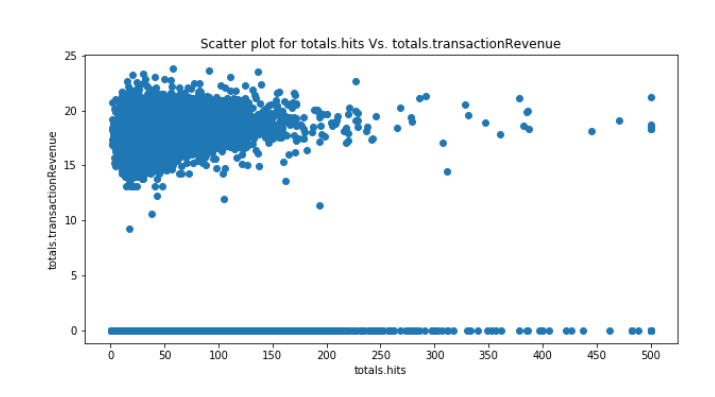 Scatter plot for totals.hits Vs. totals.transactionRevenue
25
20
15
10
5
0
totals.transactionRevenue
0 50 100 150 200 250 300 350 400 450 500
totals.hits